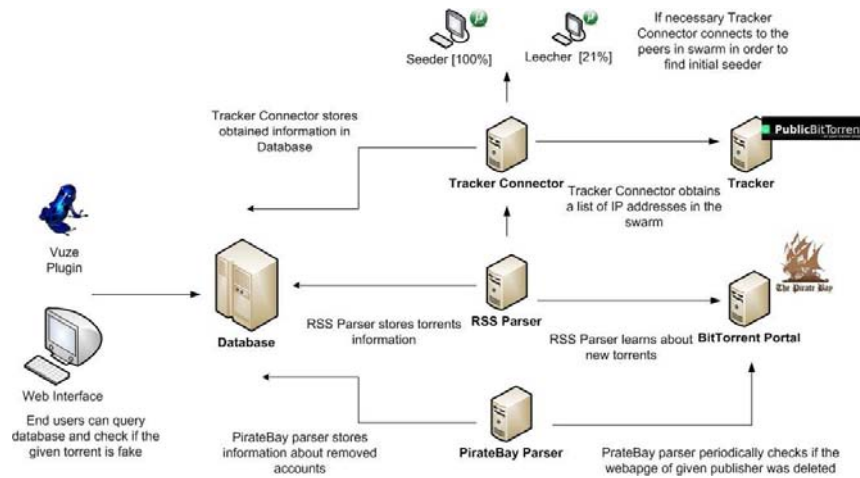 Seeder [100%]
Leecher [21%]
If necessary Tracker
Connector connects to the
peers in swarm in order to
find initial seeder
Tracker Connector stores
obtained information in
Database
PublicBitTorren
Tracker Connector
Tracker
Tracker Connector obtains
a list of IP addresses in the
swarm
Vuze
Plugin
The Pirate Bay
Database
RSS Parser stores torrents
information
RSS Parser
RSS Parser learns about
new torrents
BitTorrent Portal
Web Interface
End users can query
database and check if the
given torrent is fake
PirateBay parser stores
information about removed
accounts
PirateBay Parser
PrateBay parser periodically checks if the
webapge of given publisher was deleted